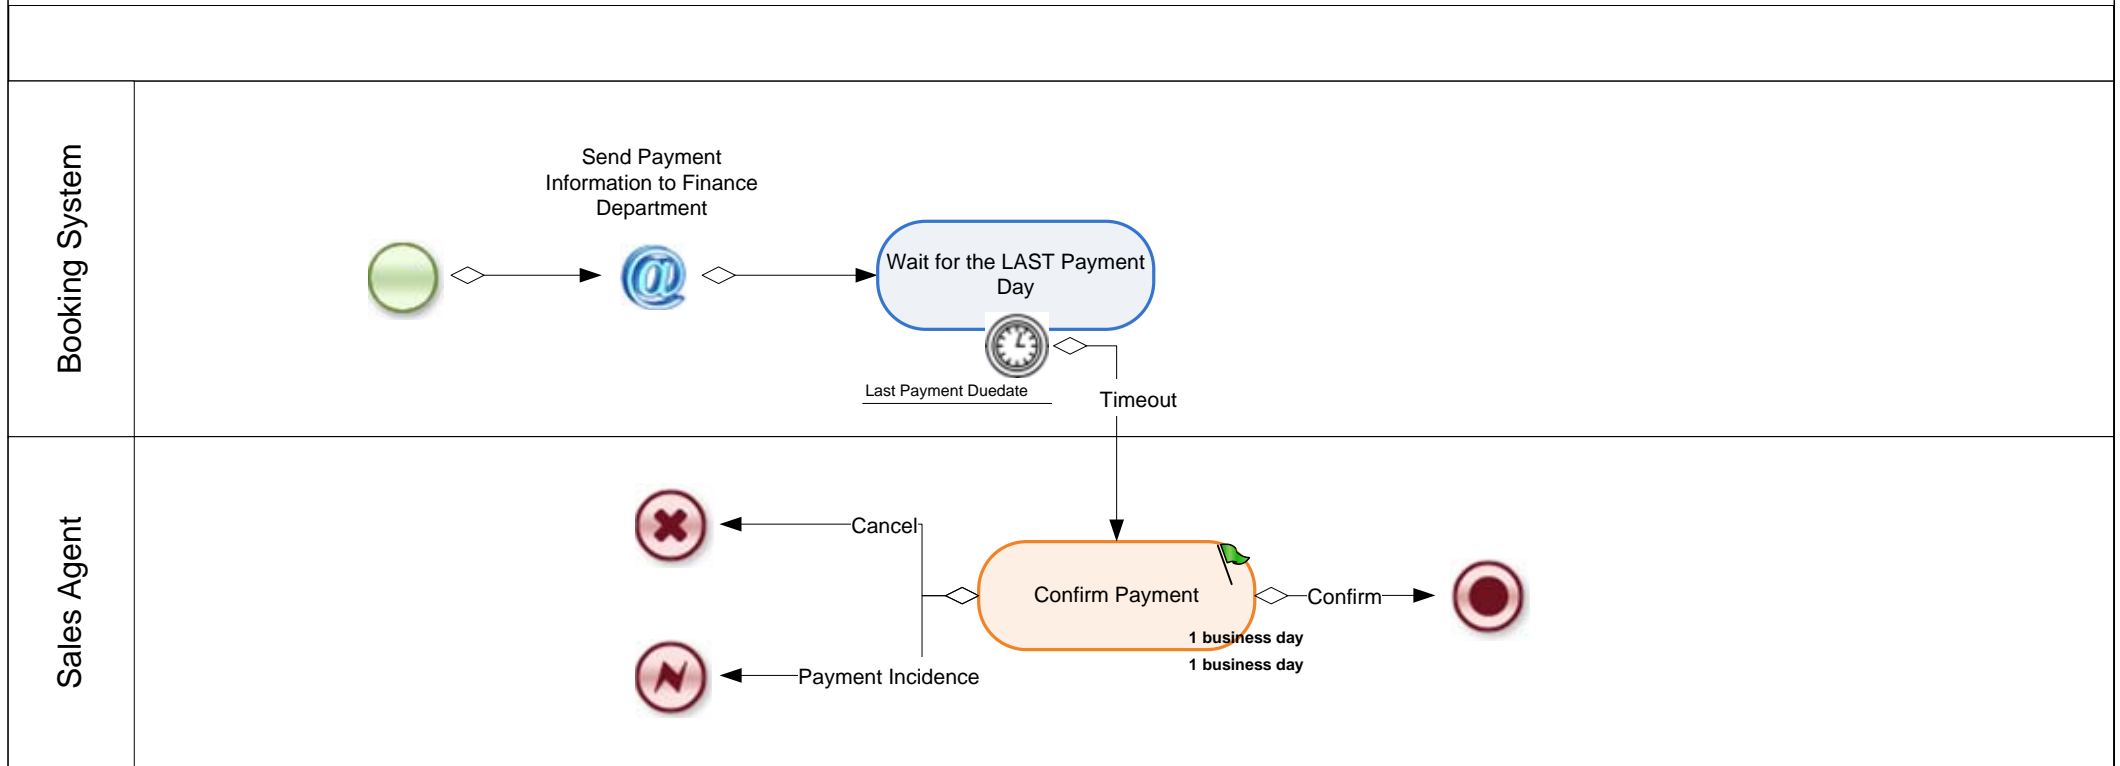 Booking System
Send Payment
Information to Finance
Department
Wait for the LAST Payment
Day
Last Payment Duedate
Timeout
Sales Agent
Cancel
Confirm Payment
Confirm
1 business day
1 business day
Payment Incidence